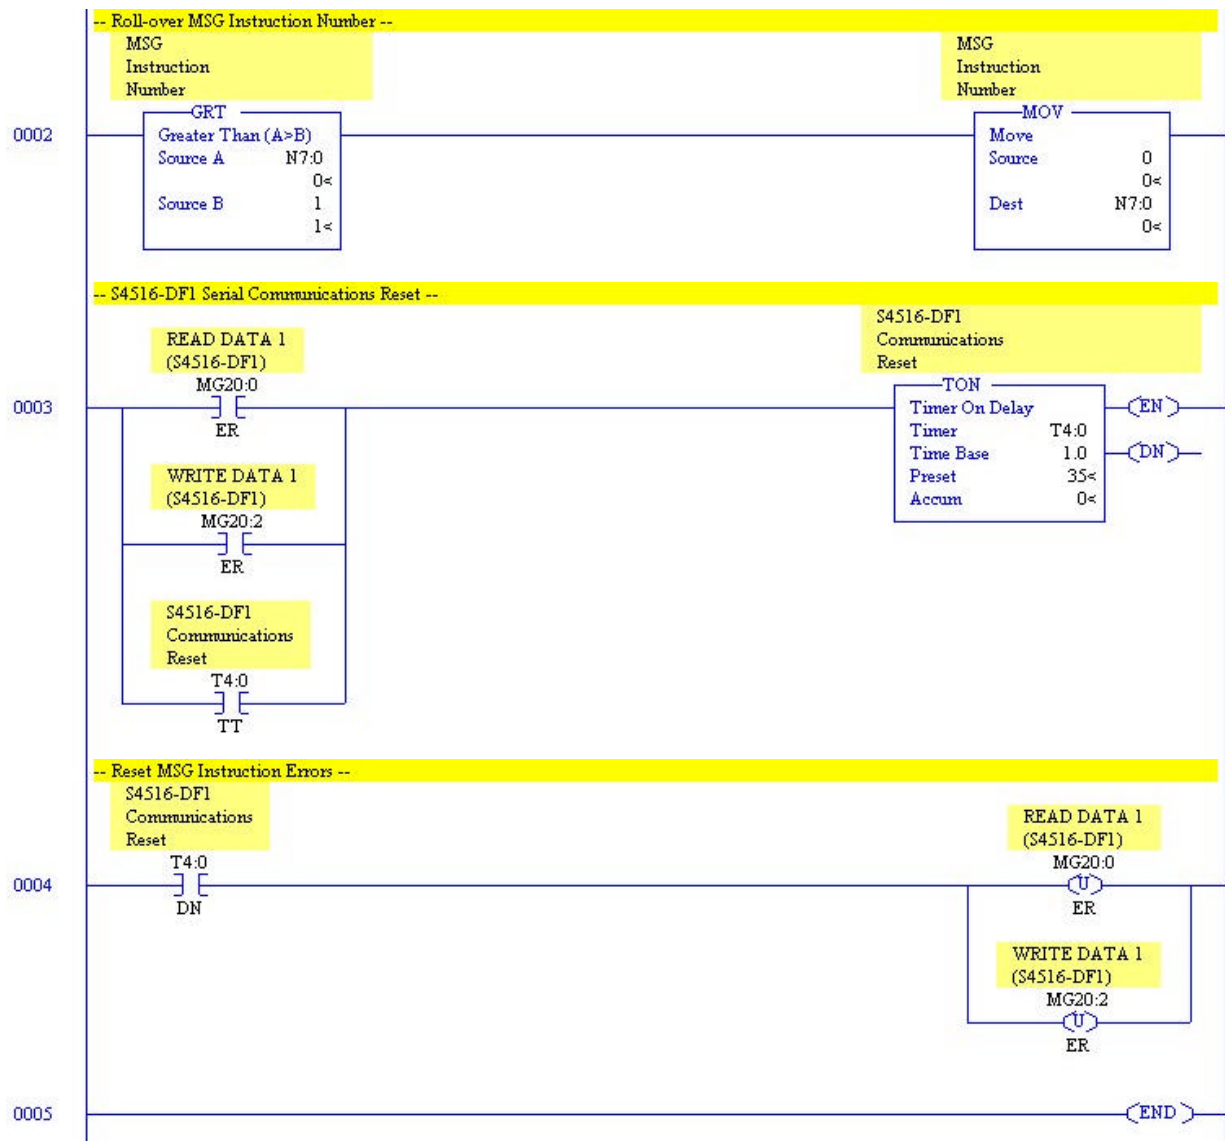 -- Roll-over MSG Instruction Number --
MSG
Instruction
Number
MSG
Instruction
Number
0002
GRT
Greater Than (A>B)
Source A N7:0
0<
Source B 1
1<
MOV
Move
Source 0
0<
Dest N7:0
0<
-- S4516-DF1 Serial Communications Reset --
S4516-DF1
Communications
Reset
READ DATA 1
(S4516-DF1)
MG20:0
ER
0003
TON
Timer On Delay
Timer T4:0
Time Base 1.0
Preset 35<
Accum 0<
EN
DN
WRITE DATA 1
(S4516-DF1)
MG20:2
ER
S4516-DF1
Communications
Reset
T4:0
TT
-- Reset MSG Instruction Errors --
S4516-DF1
Communications
Reset
T4:0
DN
0004
READ DATA 1
(S4516-DF1)
MG20:0
U
ER
WRITE DATA 1
(S4516-DF1)
MG20:2
U
ER
0005
END